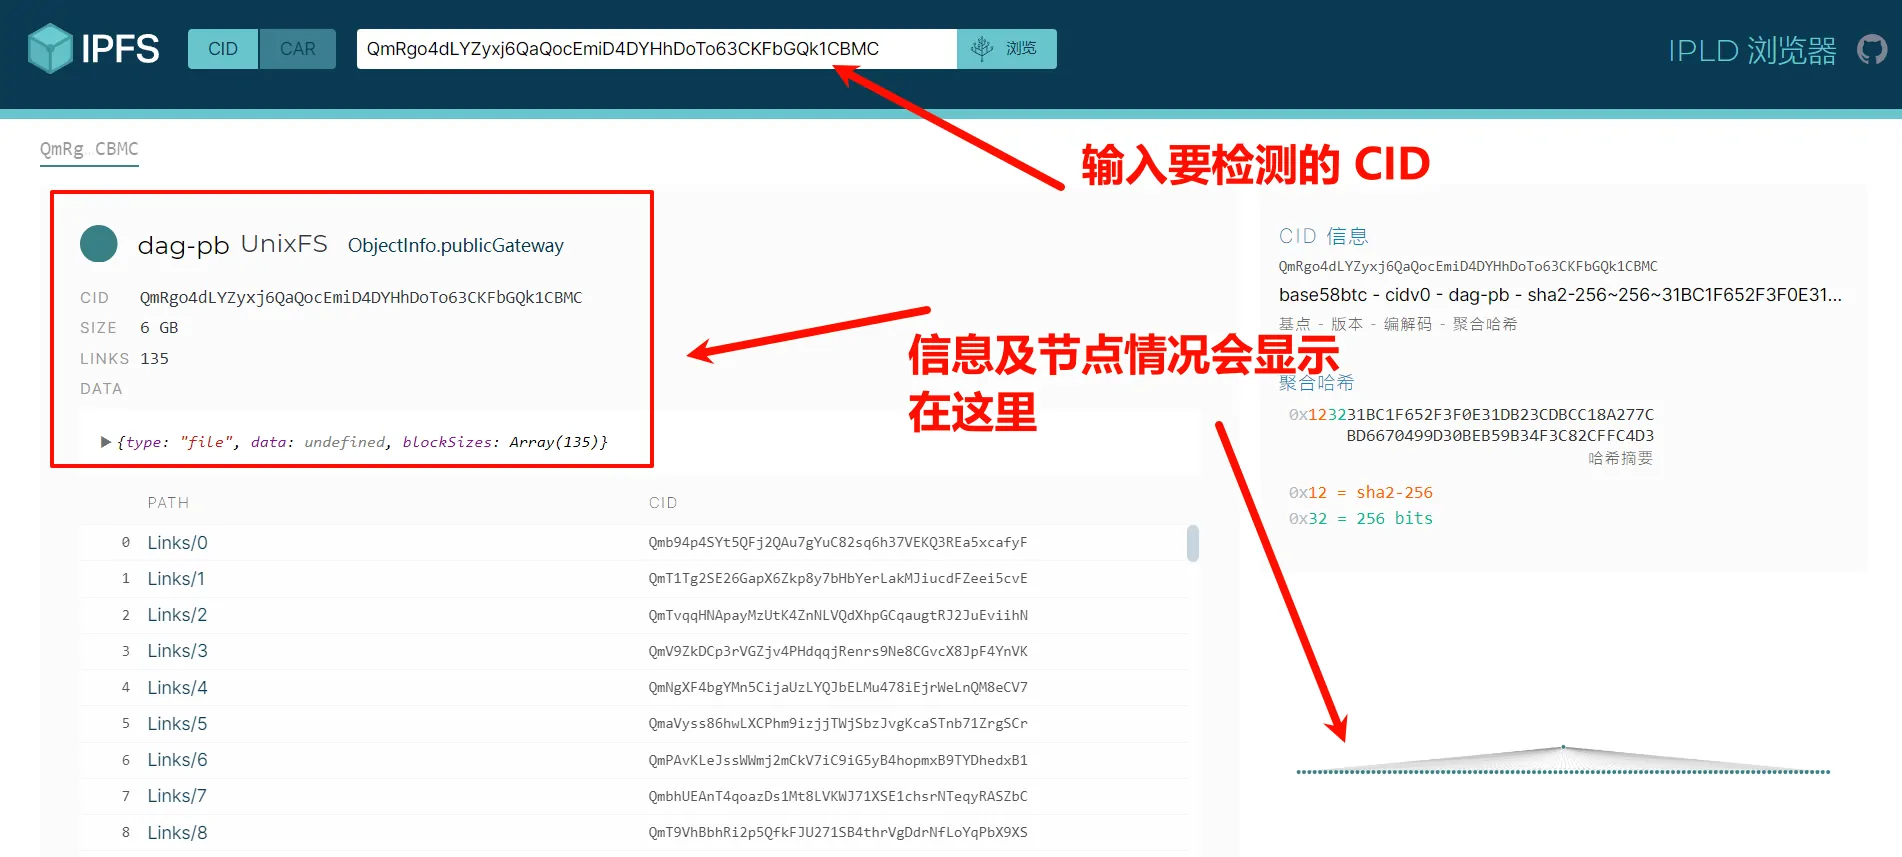 IPFS
CID CAR
QmRgo4dLYZyxj6QaQocEmiD4DYHhDoTo63CKFbGQk1CBMC 浏览
IPLD 浏览器
QmRg…CBMC
输入要检测的 CID
dag-pb UnixFS ObjectInfo.publicGateway
CID QmRgo4dLYZyxj6QaQocEmiD4DYHhDoTo63CKFbGQk1CBMC
SIZE 6 GB
LINKS 135
DATA
{type: "file", data: undefined, blockSizes: Array(135)}
信息及节点情况会显示
在这里
PATH CID
0 Links/0 Qmb94p4SYt5QFj2QAu7gYuC82sq6h37VEKQ3REa5xcafyF
1 Links/1 QmT1Tg2SE26GapX6Zkp8y7bHbYerLakMJiucdFZeei5cvE
2 Links/2 QmTvqqHNApayMzUtK4ZnNLVQdXhpGCqaugtRJ2JuEviihN
3 Links/3 QmV9ZkDCp3rVGZjv4PHdqqjRenrs9Ne8CGvcX8JpF4YnVK
4 Links/4 QmNgXF4bgYMn5CijaUzLYQJbELMu478iEjrWeLnQM8eCV7
5 Links/5 QmaVyss86hwLXCPhm9izjjTWjSbzJvgKcaSTnb71ZrgSCr
6 Links/6 QmPAvKLeJssWWmj2mCkV7iC9iG5yB4hopmxB9TYDhedxB1
7 Links/7 QmbhUEAnT4qoazDs1Mt8LVKWJ71XSE1chsrNTeqyRASZbC
8 Links/8 QmT9VhBbhRi2p5QfkFJU271SB4thrVgDdrNfLoYqPbX9XS
CID 信息
QmRgo4dLYZyxj6QaQocEmiD4DYHhDoTo63CKFbGQk1CBMC
base58btc - cidv0 - dag-pb - sha2-256~256~31BC1F652F3F0E31...
基点 - 版本 - 编解码 - 聚合哈希
聚合哈希
0x123231BC1F652F3F0E31DB23CDBCC18A277C
BD6670499D30BEB59B34F3C82CFFC4D3
哈希摘要
0x12 = sha2-256
0x32 = 256 bits